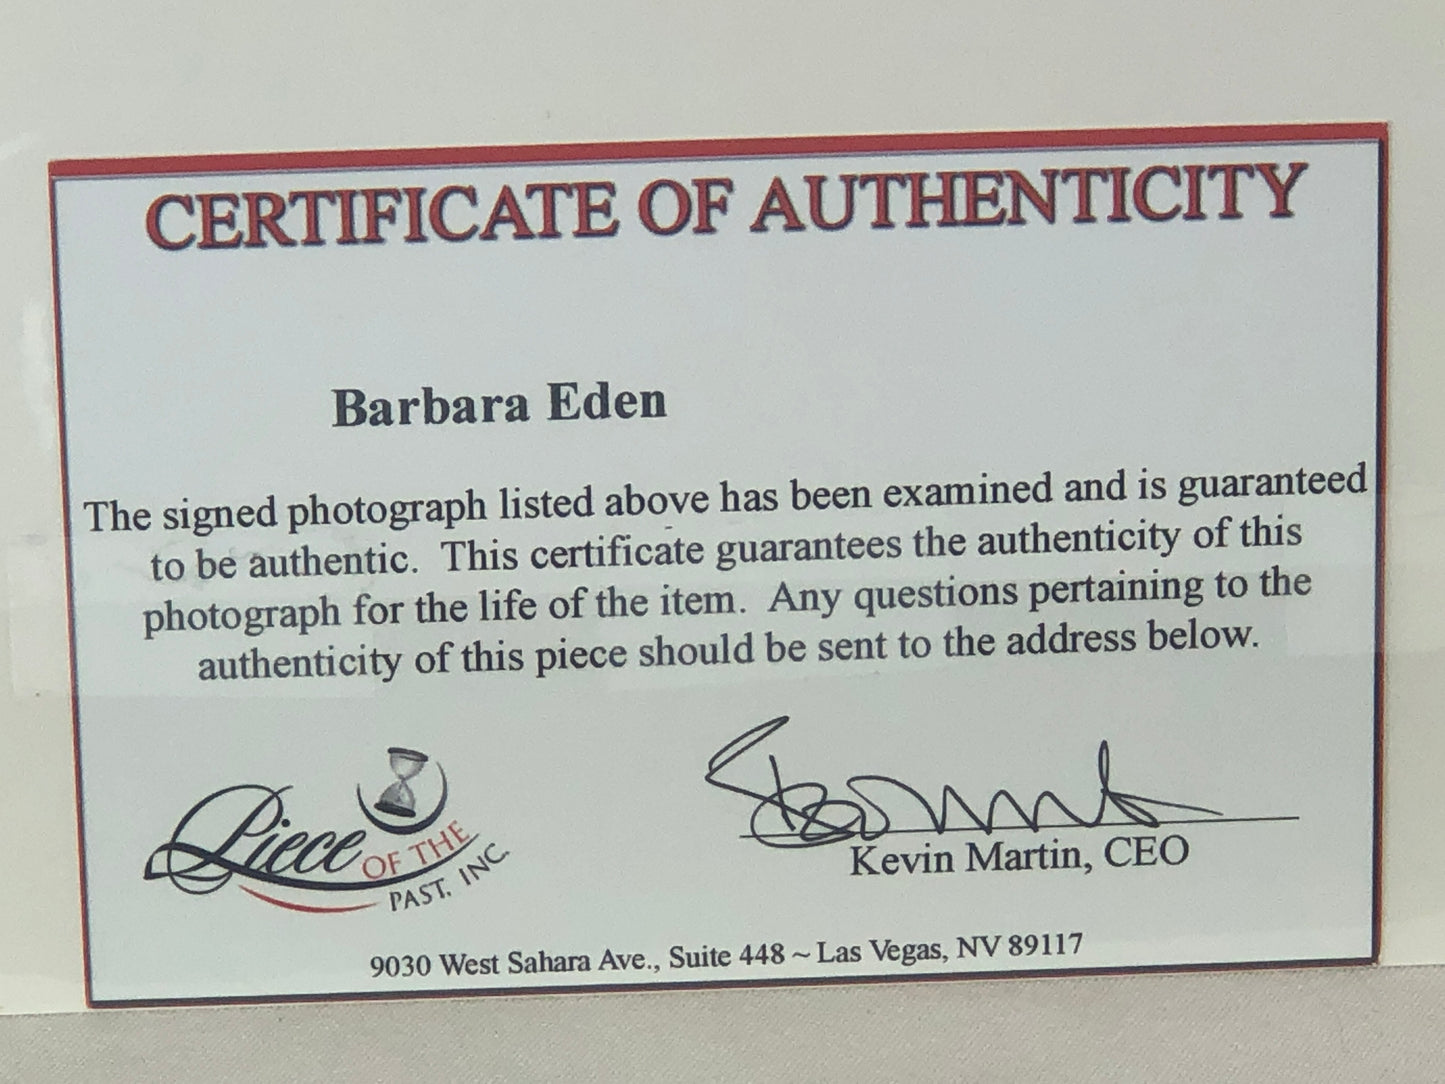 CERTIFICATE OF AUTHENTICITY
Barbara Eden
The signed photograph listed above has been examined and is guaranteed
to be authentic.  This certificate guarantees the authenticity of this
photograph for the life of the item.  Any questions pertaining to the
authenticity of this piece should be sent to the address below.
Piece
OF THE
PAST, INC.
Kevin Martin, CEO
9030 West Sahara Ave., Suite 448 ~ Las Vegas, NV 89117